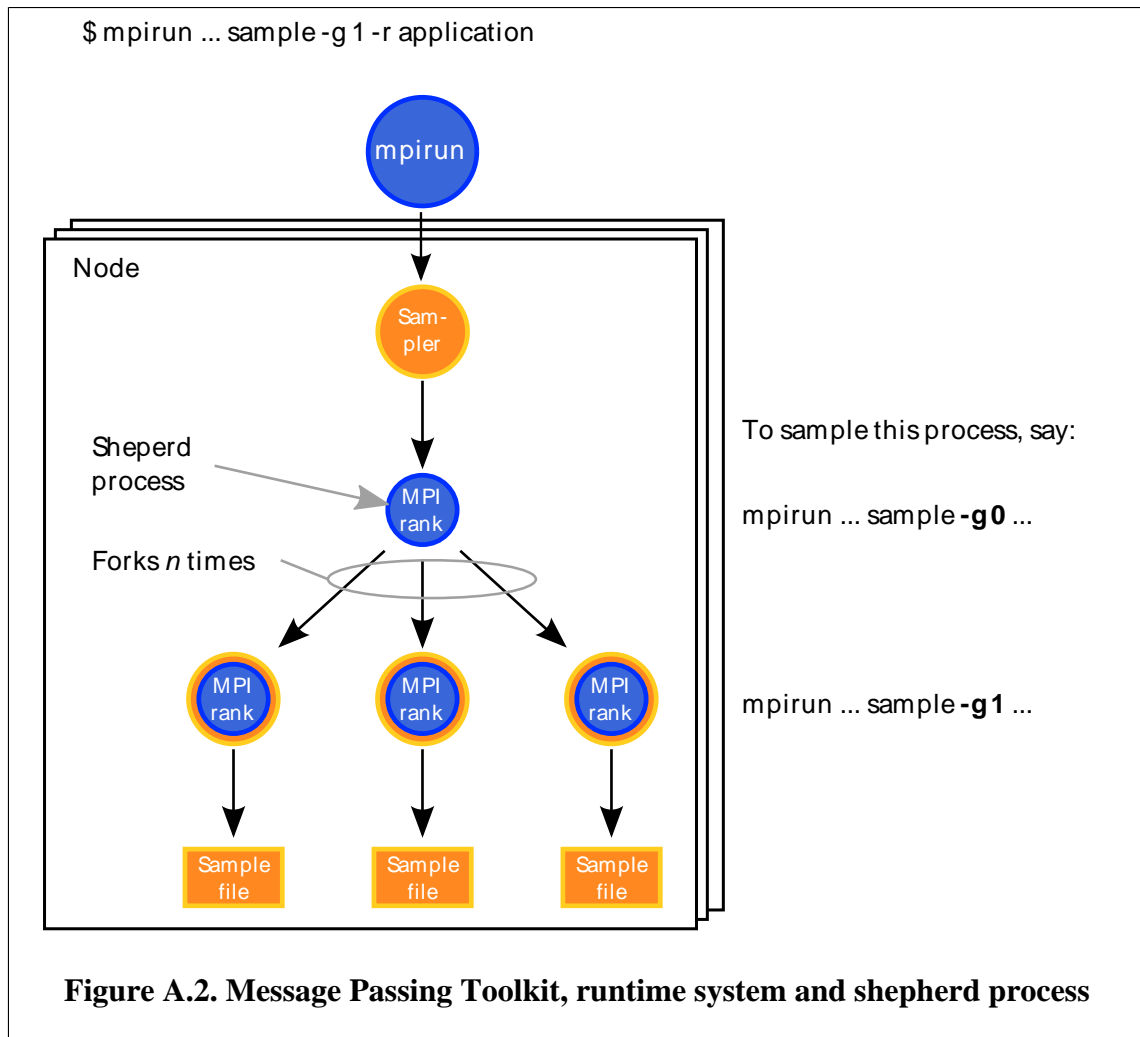 $ mpirun ... sample -g 1 -r application
mpirun
Node
Sam-
pler
Sheperd
process
To sample this process, say:
MPI
rank
mpirun ... sample -g0 ...
Forks n times
MPI
rank
MPI
rank
MPI
rank
mpirun ... sample -g1 ...
Sample
file
Sample
file
Sample
file
Figure A.2. Message Passing Toolkit, runtime system and shepherd process